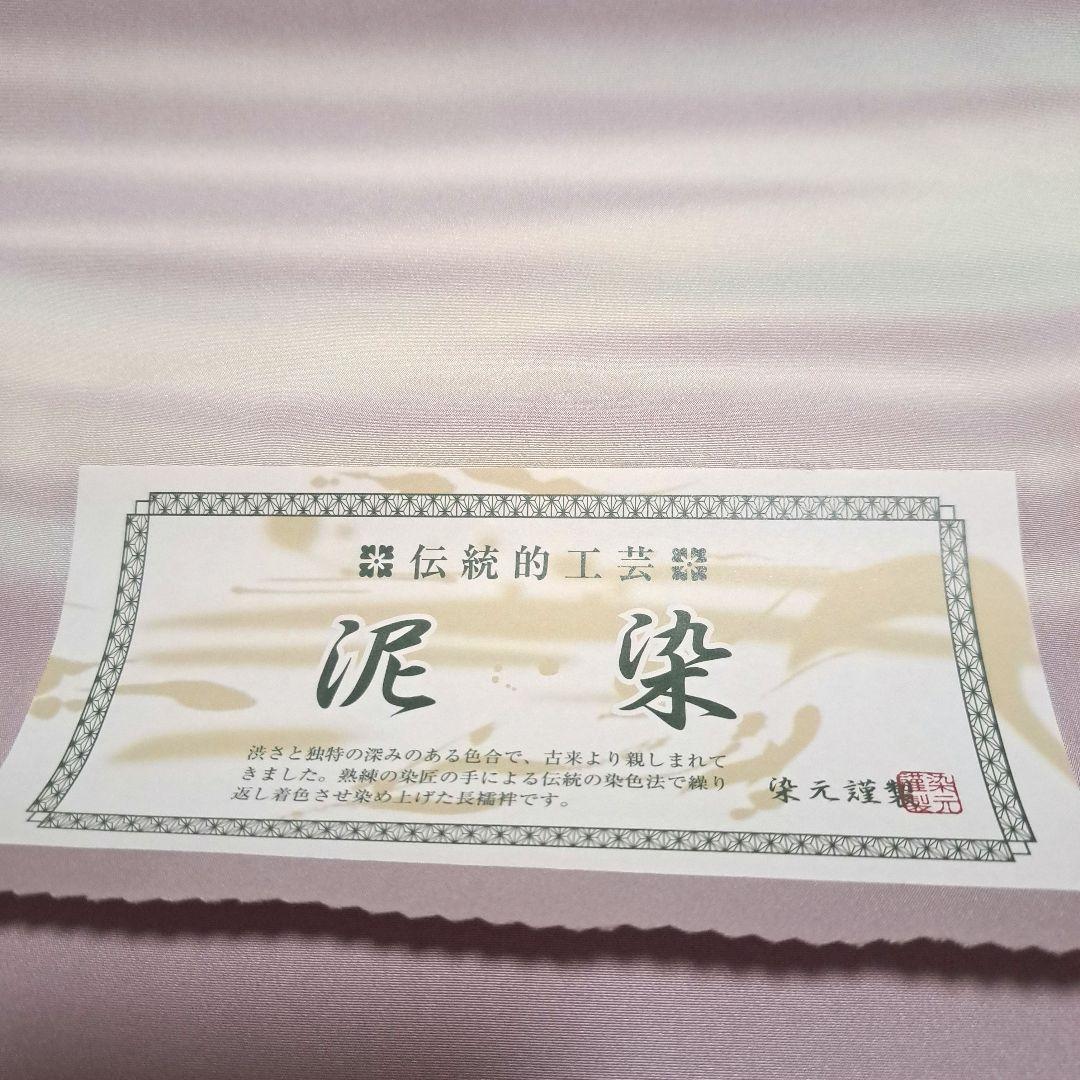 伝統的工芸
泥染
渋さと独特の深みのある色合で、古来より親しまれて
きました。熟練の染匠の手による伝統の染色法で繰り
返し着色させ染め上げた長襦袢です。
染元謹製
染元謹製